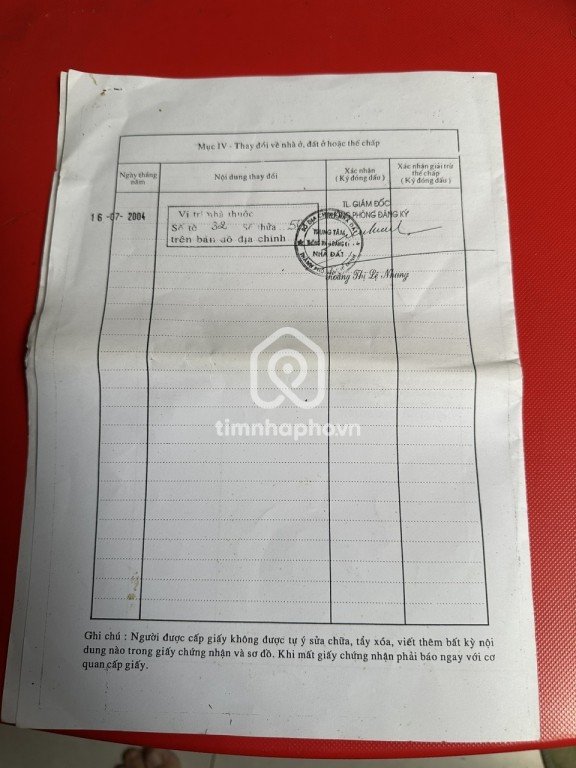 Mục IV - Thay đổi về nhà ở, đất ở hoặc thế chấp
Ngày tháng năm
Nội dung thay đổi
Xác nhận
(Ký đóng dấu)
Xác nhận giải trừ
thế chấp
(Ký đóng dấu)
16-07-2004
Vị trí nhà thuộc
Số tờ 32 số thửa
trên bản đồ địa chính
TL GIÁM ĐỐC
PHÒNG ĐĂNG KÝ
TRUNG TÂM
NHÀ ĐẤT
Hoàng Thị Lệ Nhung
timnhapho.vn
Ghi chú : Người được cấp giấy không được tự ý sửa chữa, tẩy xóa, viết thêm bất kỳ nội
dung nào trong giấy chứng nhận và sơ đồ. Khi mất giấy chứng nhận phải báo ngay với cơ
quan cấp giấy.